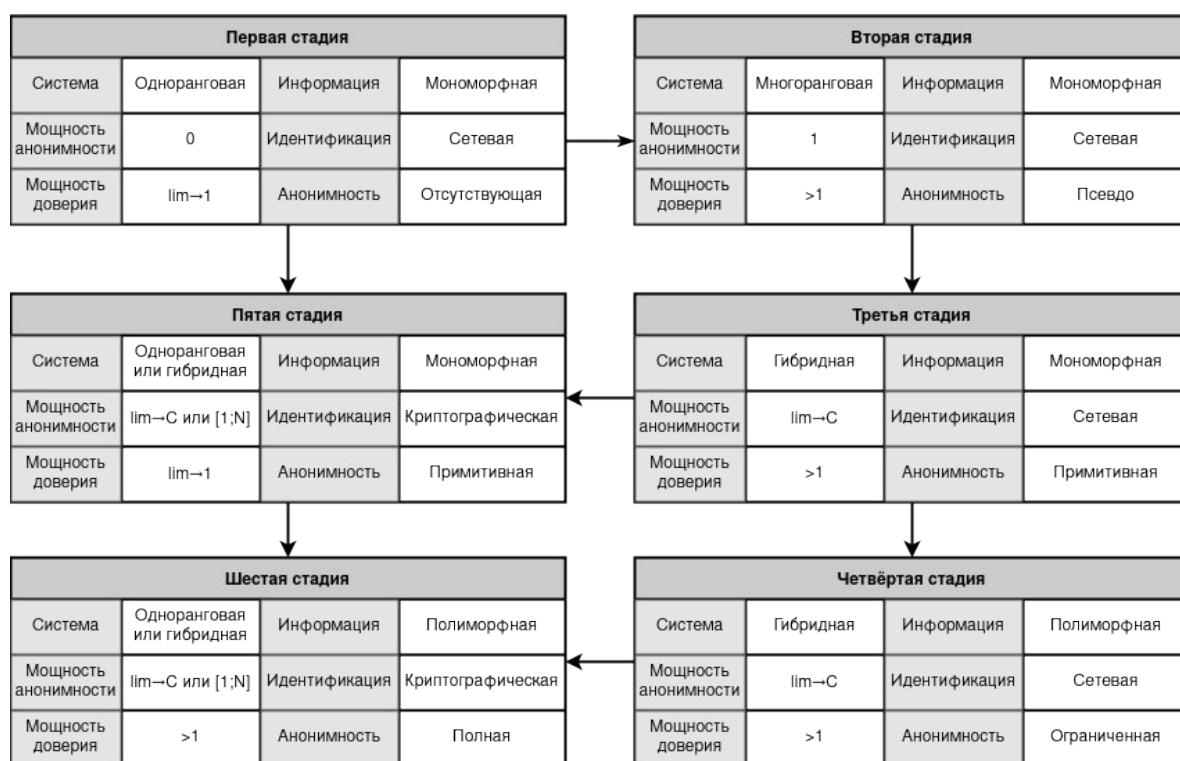 Первая стадия
Система Одноранговая Информация Мономорфная
Мощность анонимности 0 Идентификация Сетевая
Мощность доверия lim→1 Анонимность Отсутствующая
Вторая стадия
Система Многоранговая Информация Мономорфная
Мощность анонимности 1 Идентификация Сетевая
Мощность доверия >1 Анонимность Псевдо
Пятая стадия
Система Одноранговая или гибридная Информация Мономорфная
Мощность анонимности lim→C или [1;N] Идентификация Криптографическая
Мощность доверия lim→1 Анонимность Примитивная
Третья стадия
Система Гибридная Информация Мономорфная
Мощность анонимности lim→C Идентификация Сетевая
Мощность доверия >1 Анонимность Примитивная
Шестая стадия
Система Одноранговая или гибридная Информация Полиморфная
Мощность анонимности lim→C или [1;N] Идентификация Криптографическая
Мощность доверия >1 Анонимность Полная
Четвёртая стадия
Система Гибридная Информация Полиморфная
Мощность анонимности lim→C Идентификация Сетевая
Мощность доверия >1 Анонимность Ограниченная